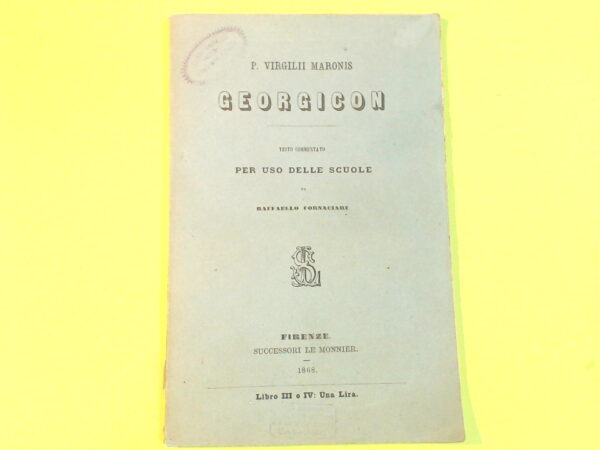 P. VIRGILII MARONIS
GEORGICON
TESTO COMMENTATO
PER USO DELLE SCUOLE
DA
RAFFAELLO FORNACIARI
FIRENZE.
SUCCESSORI LE MONNIER.
1868.
Libro III o IV: Una Lira.